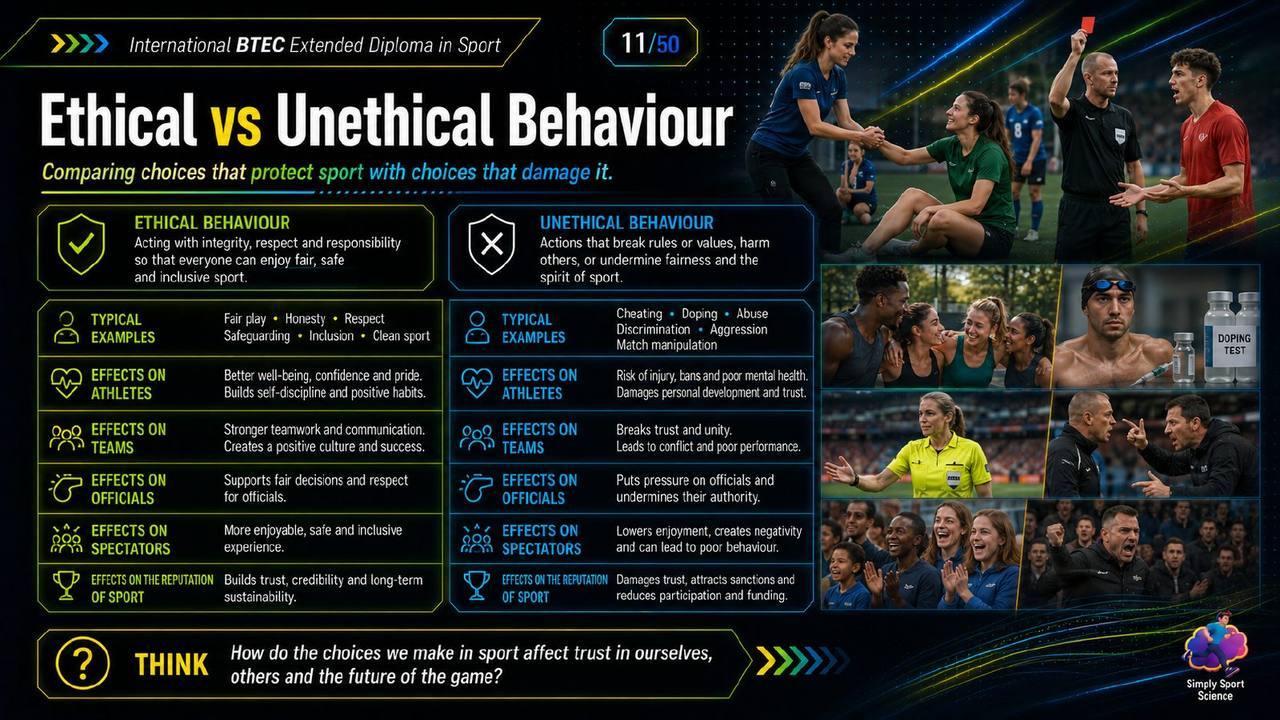 International BTEC Extended Diploma in Sport
11/50
Ethical vs Unethical Behaviour
Comparing choices that protect sport with choices that damage it.
ETHICAL BEHAVIOUR
Acting with integrity, respect and responsibility
so that everyone can enjoy fair, safe
and inclusive sport.
UNETHICAL BEHAVIOUR
Actions that break rules or values, harm
others, or undermine fairness and the
spirit of sport.
TYPICAL
EXAMPLES
Fair play • Honesty • Respect
Safeguarding • Inclusion • Clean sport
EFFECTS ON
ATHLETES
Better well-being, confidence and pride.
Builds self-discipline and positive habits.
EFFECTS ON
TEAMS
Stronger teamwork and communication.
Creates a positive culture and success.
EFFECTS ON
OFFICIALS
Supports fair decisions and respect
for officials.
EFFECTS ON
SPECTATORS
More enjoyable, safe and inclusive
experience.
EFFECTS ON THE REPUTATION
OF SPORT
Builds trust, credibility and long-term
sustainability.
TYPICAL
EXAMPLES
Cheating • Doping • Abuse
Discrimination • Aggression
Match manipulation
EFFECTS ON
ATHLETES
Risk of injury, bans and poor mental health.
Damages personal development and trust.
EFFECTS ON
TEAMS
Breaks trust and unity.
Leads to conflict and poor performance.
EFFECTS ON
OFFICIALS
Puts pressure on officials and
undermines their authority.
EFFECTS ON
SPECTATORS
Lowers enjoyment, creates negativity
and can lead to poor behaviour.
EFFECTS ON THE REPUTATION
OF SPORT
Damages trust, attracts sanctions and
reduces participation and funding.
8
DOPING
TEST
?
THINK
How do the choices we make in sport affect trust in ourselves,
others and the future of the game?
Simply Sport
Science